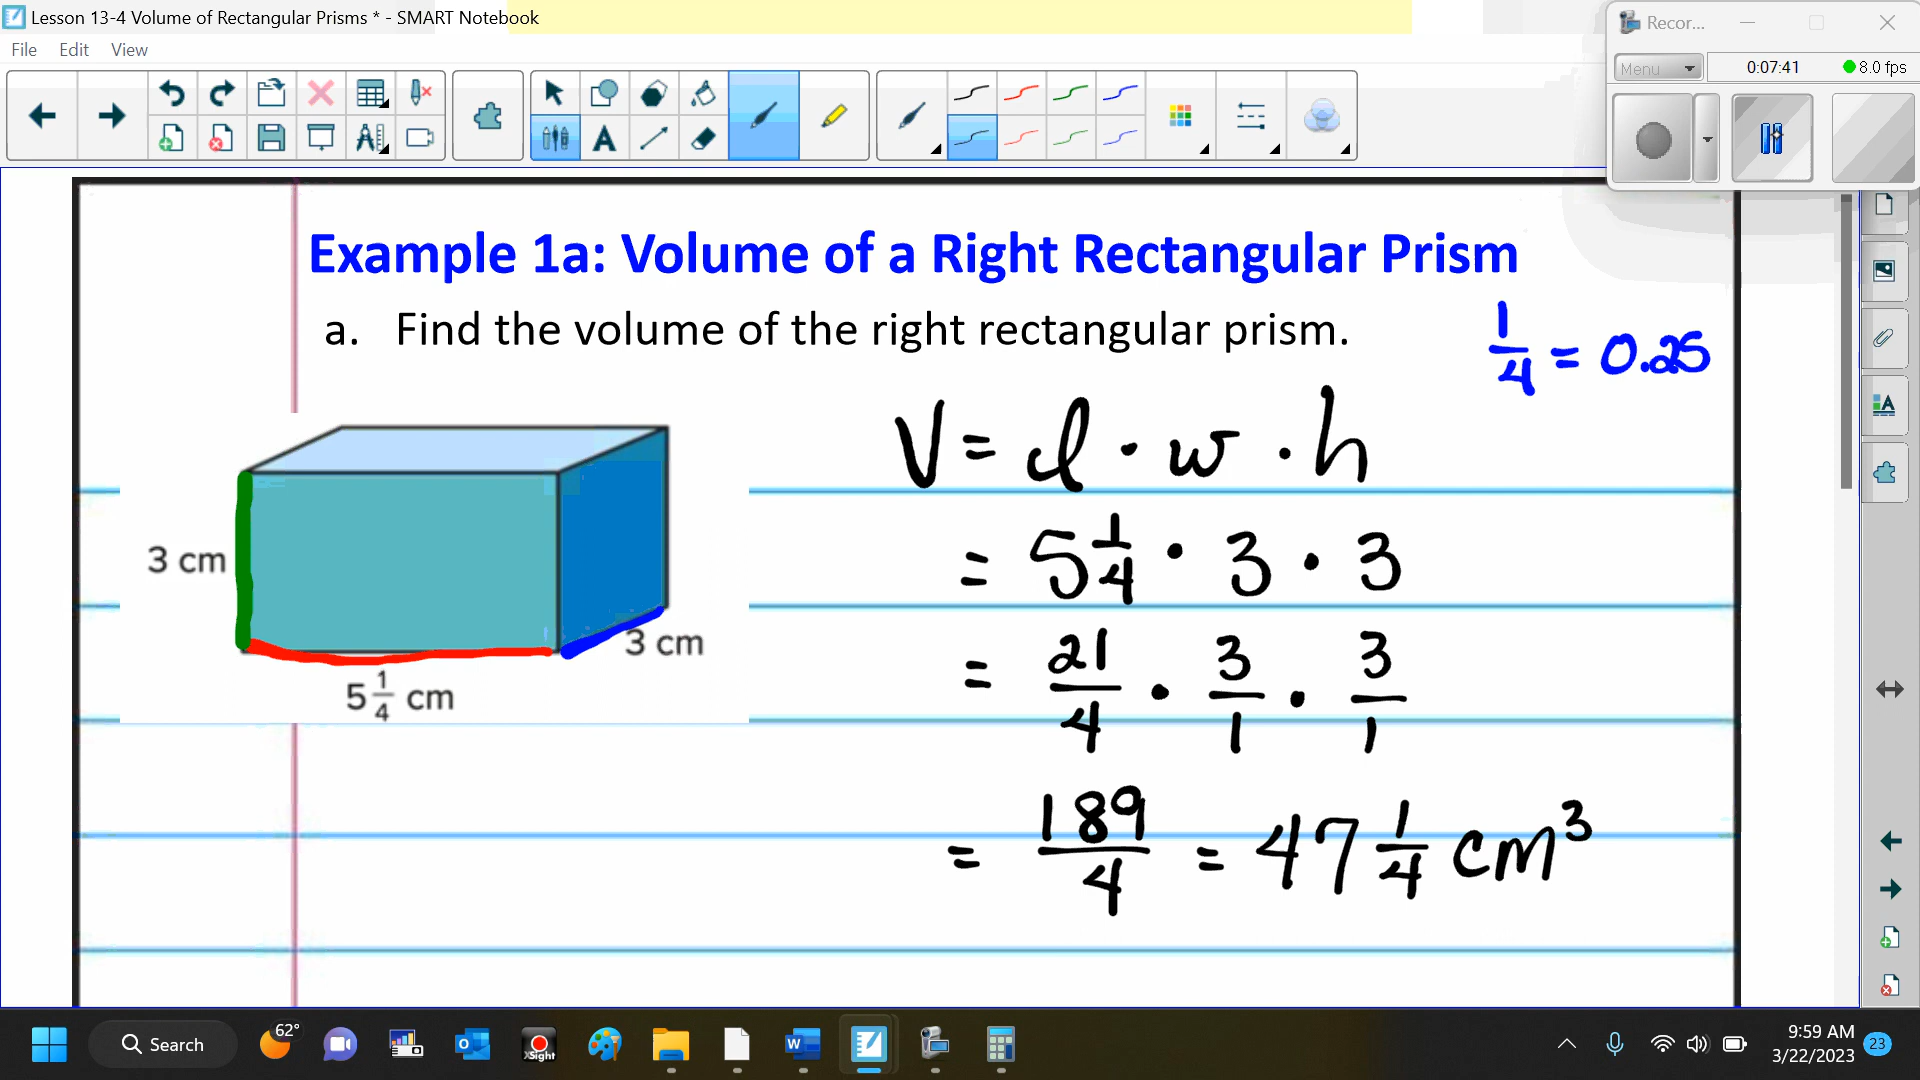 Lesson 13-4 Volume of Rectangular Prisms * - SMART Notebook
File Edit View
Recor...
Menu 0:07:41 8.0 fps
Example 1a: Volume of a Right Rectangular Prism
a. Find the volume of the right rectangular prism.
1/4 = 0.25
V = l · w · h
3 cm
= 5 1/4 · 3 · 3
3 cm
5 1/4 cm
= 21/4 · 3/1 · 3/1
= 189/4 = 47 1/4 cm³
62°
Search
XSight
9:59 AM
3/22/2023
23